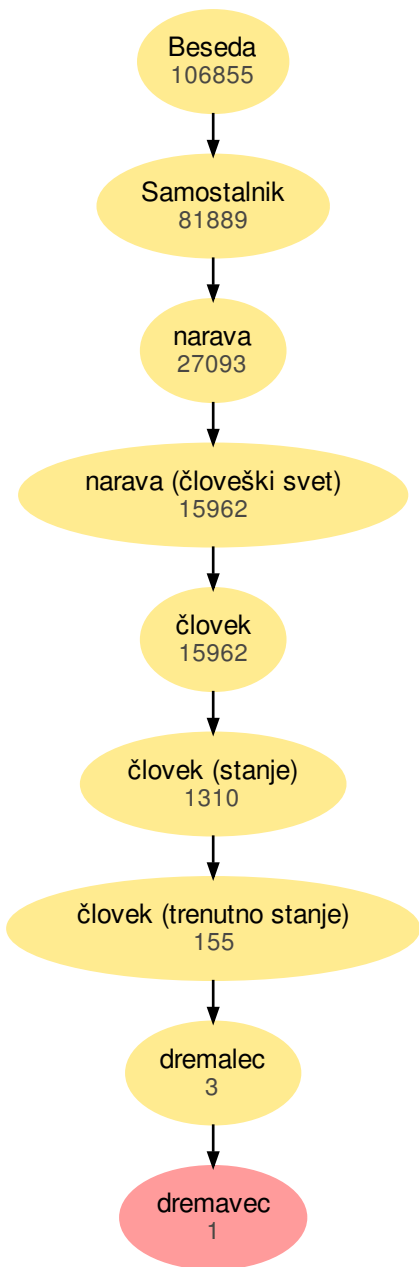 Beseda
106855
Samostalnik
81889
narava
27093
narava (človeški svet)
15962
človek
15962
človek (stanje)
1310
človek (trenutno stanje)
155
dremalec
3
dremavec
1